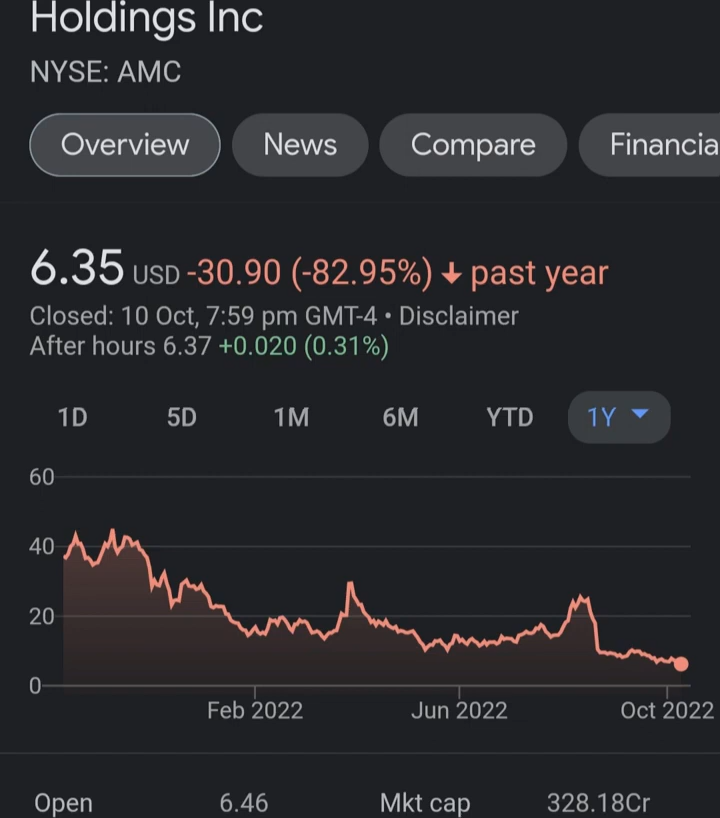 Holdings Inc
NYSE: AMC
Overview News Compare Financia
6.35 USD -30.90 (-82.95%) ↓ past year
Closed: 10 Oct, 7:59 pm GMT-4 • Disclaimer
After hours 6.37 +0.020 (0.31%)
1D 5D 1M 6M YTD 1Y
60
40
20
0
Feb 2022 Jun 2022 Oct 2022
Open 6.46 Mkt cap 328.18Cr